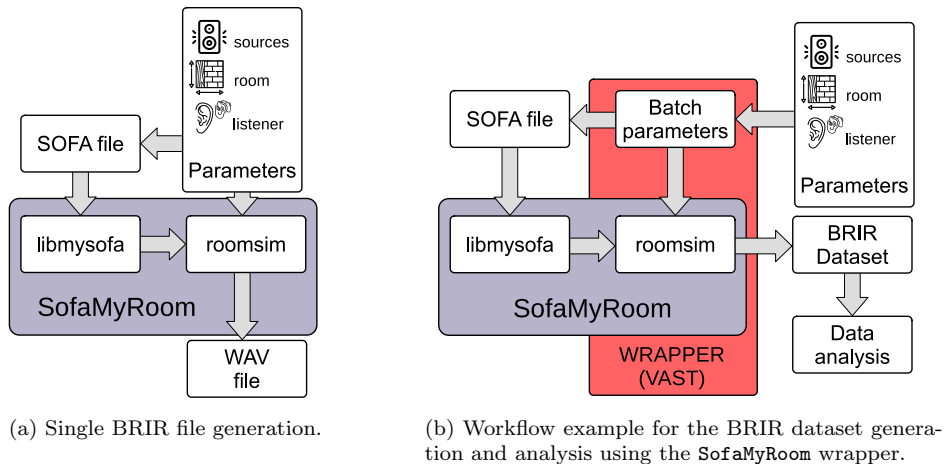 sources
room
listener
Parameters
SOFA file
libmysofa
roomsim
SofaMyRoom
WAV
file
(a) Single BRIR file generation.
sources
room
listener
Parameters
Batch
parameters
SOFA file
libmysofa
roomsim
SofaMyRoom
BRIR
Dataset
Data
analysis
WRAPPER
(VAST)
(b) Workflow example for the BRIR dataset genera-
tion and analysis using the SofaMyRoom wrapper.